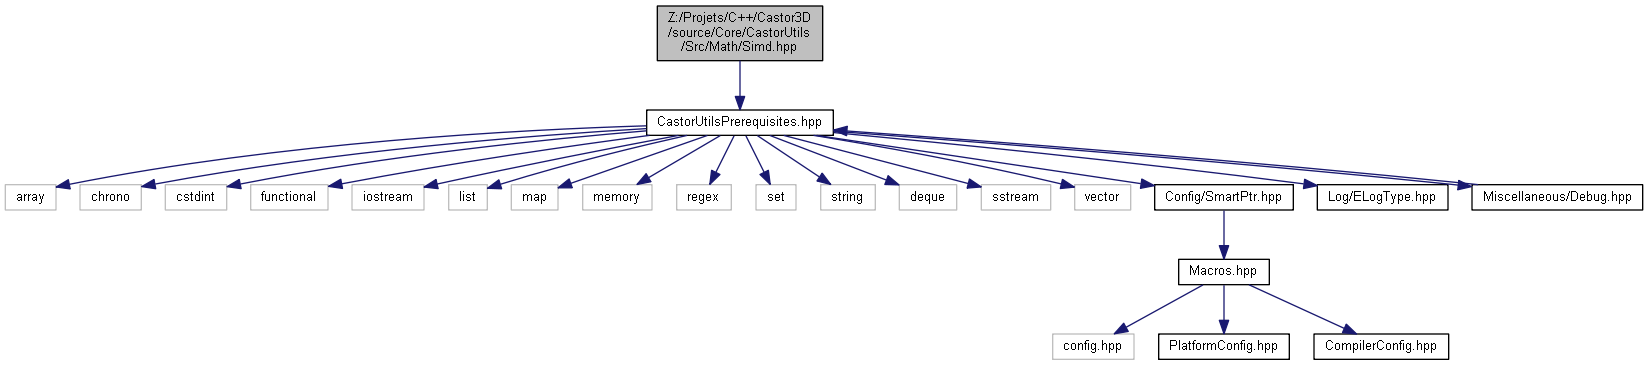 Z:/Projets/C++/Castor3D
/source/Core/CastorUtils
/Src/Math/Simd.hpp
CastorUtilsPrerequisites.hpp
array
chrono
cstdint
functional
iostream
list
map
memory
regex
set
string
deque
sstream
vector
Config/SmartPtr.hpp
Log/ELogType.hpp
Miscellaneous/Debug.hpp
Macros.hpp
config.hpp
PlatformConfig.hpp
CompilerConfig.hpp